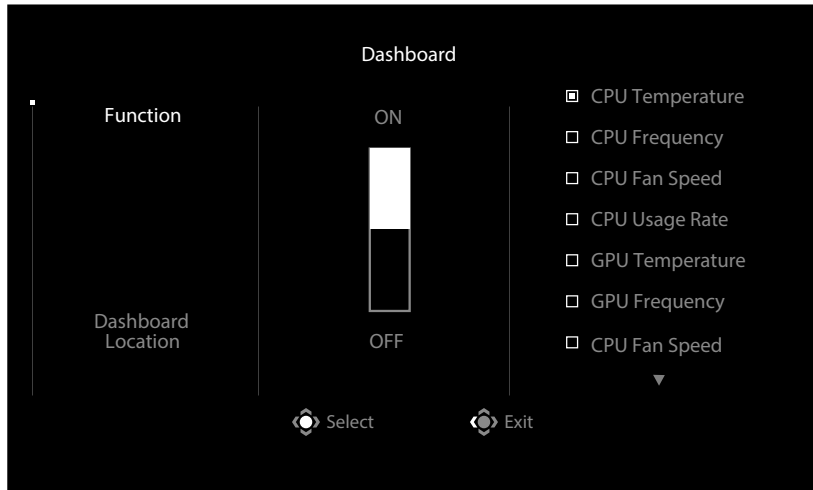 Dashboard
Function
Dashboard
Location
ON
OFF
CPU Temperature
CPU Frequency
CPU Fan Speed
CPU Usage Rate
GPU Temperature
GPU Frequency
CPU Fan Speed
Select
Exit